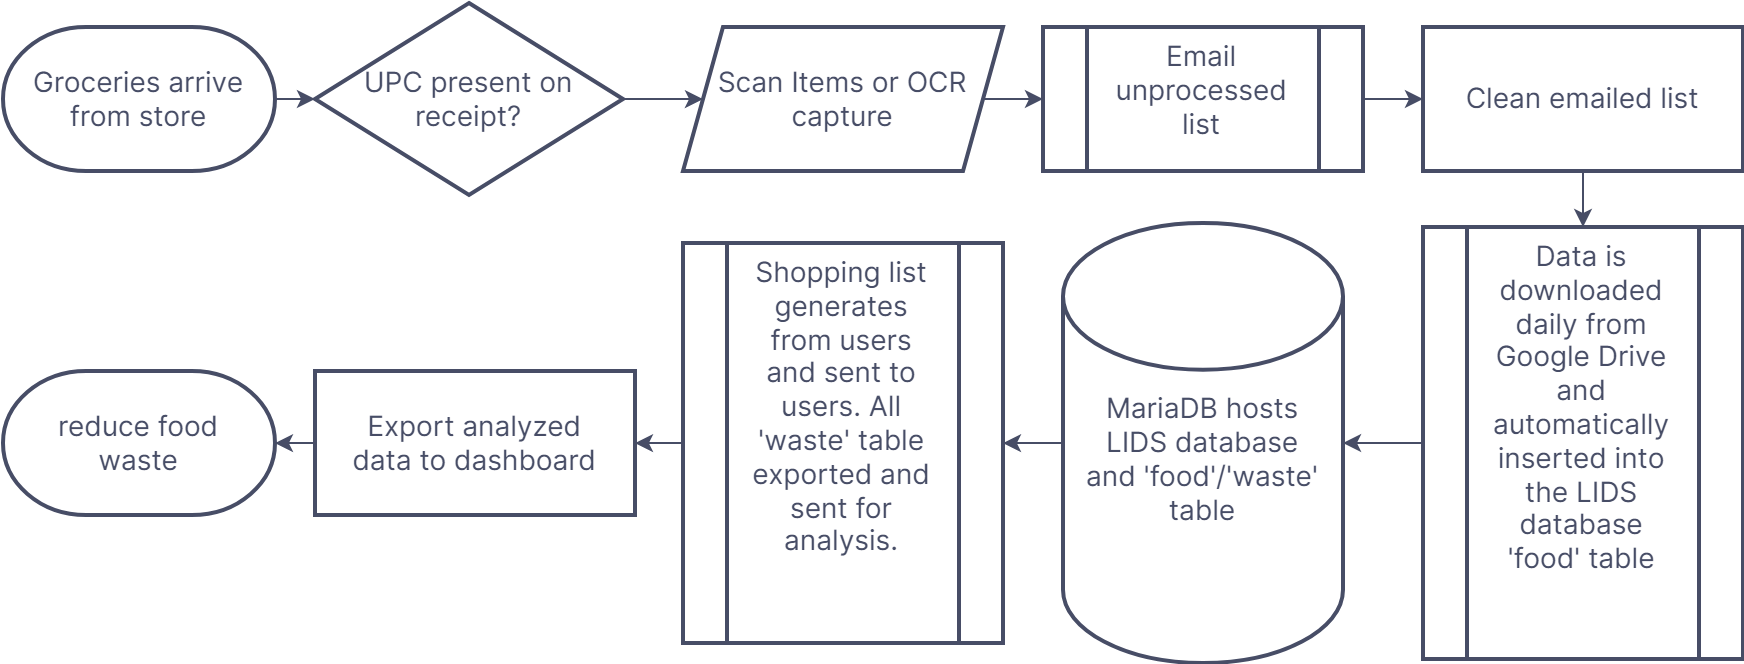 Groceries arrive
from store
UPC present on
receipt?
Scan Items or OCR
capture
Email
unprocessed
list
Clean emailed list
Data is
downloaded
daily from
Google Drive
and
automatically
inserted into
the LIDS
database
'food' table
MariaDB hosts
LIDS database
and 'food'/'waste'
table
Shopping list
generates
from users
and sent to
users. All
'waste' table
exported and
sent for
analysis.
Export analyzed
data to dashboard
reduce food
waste